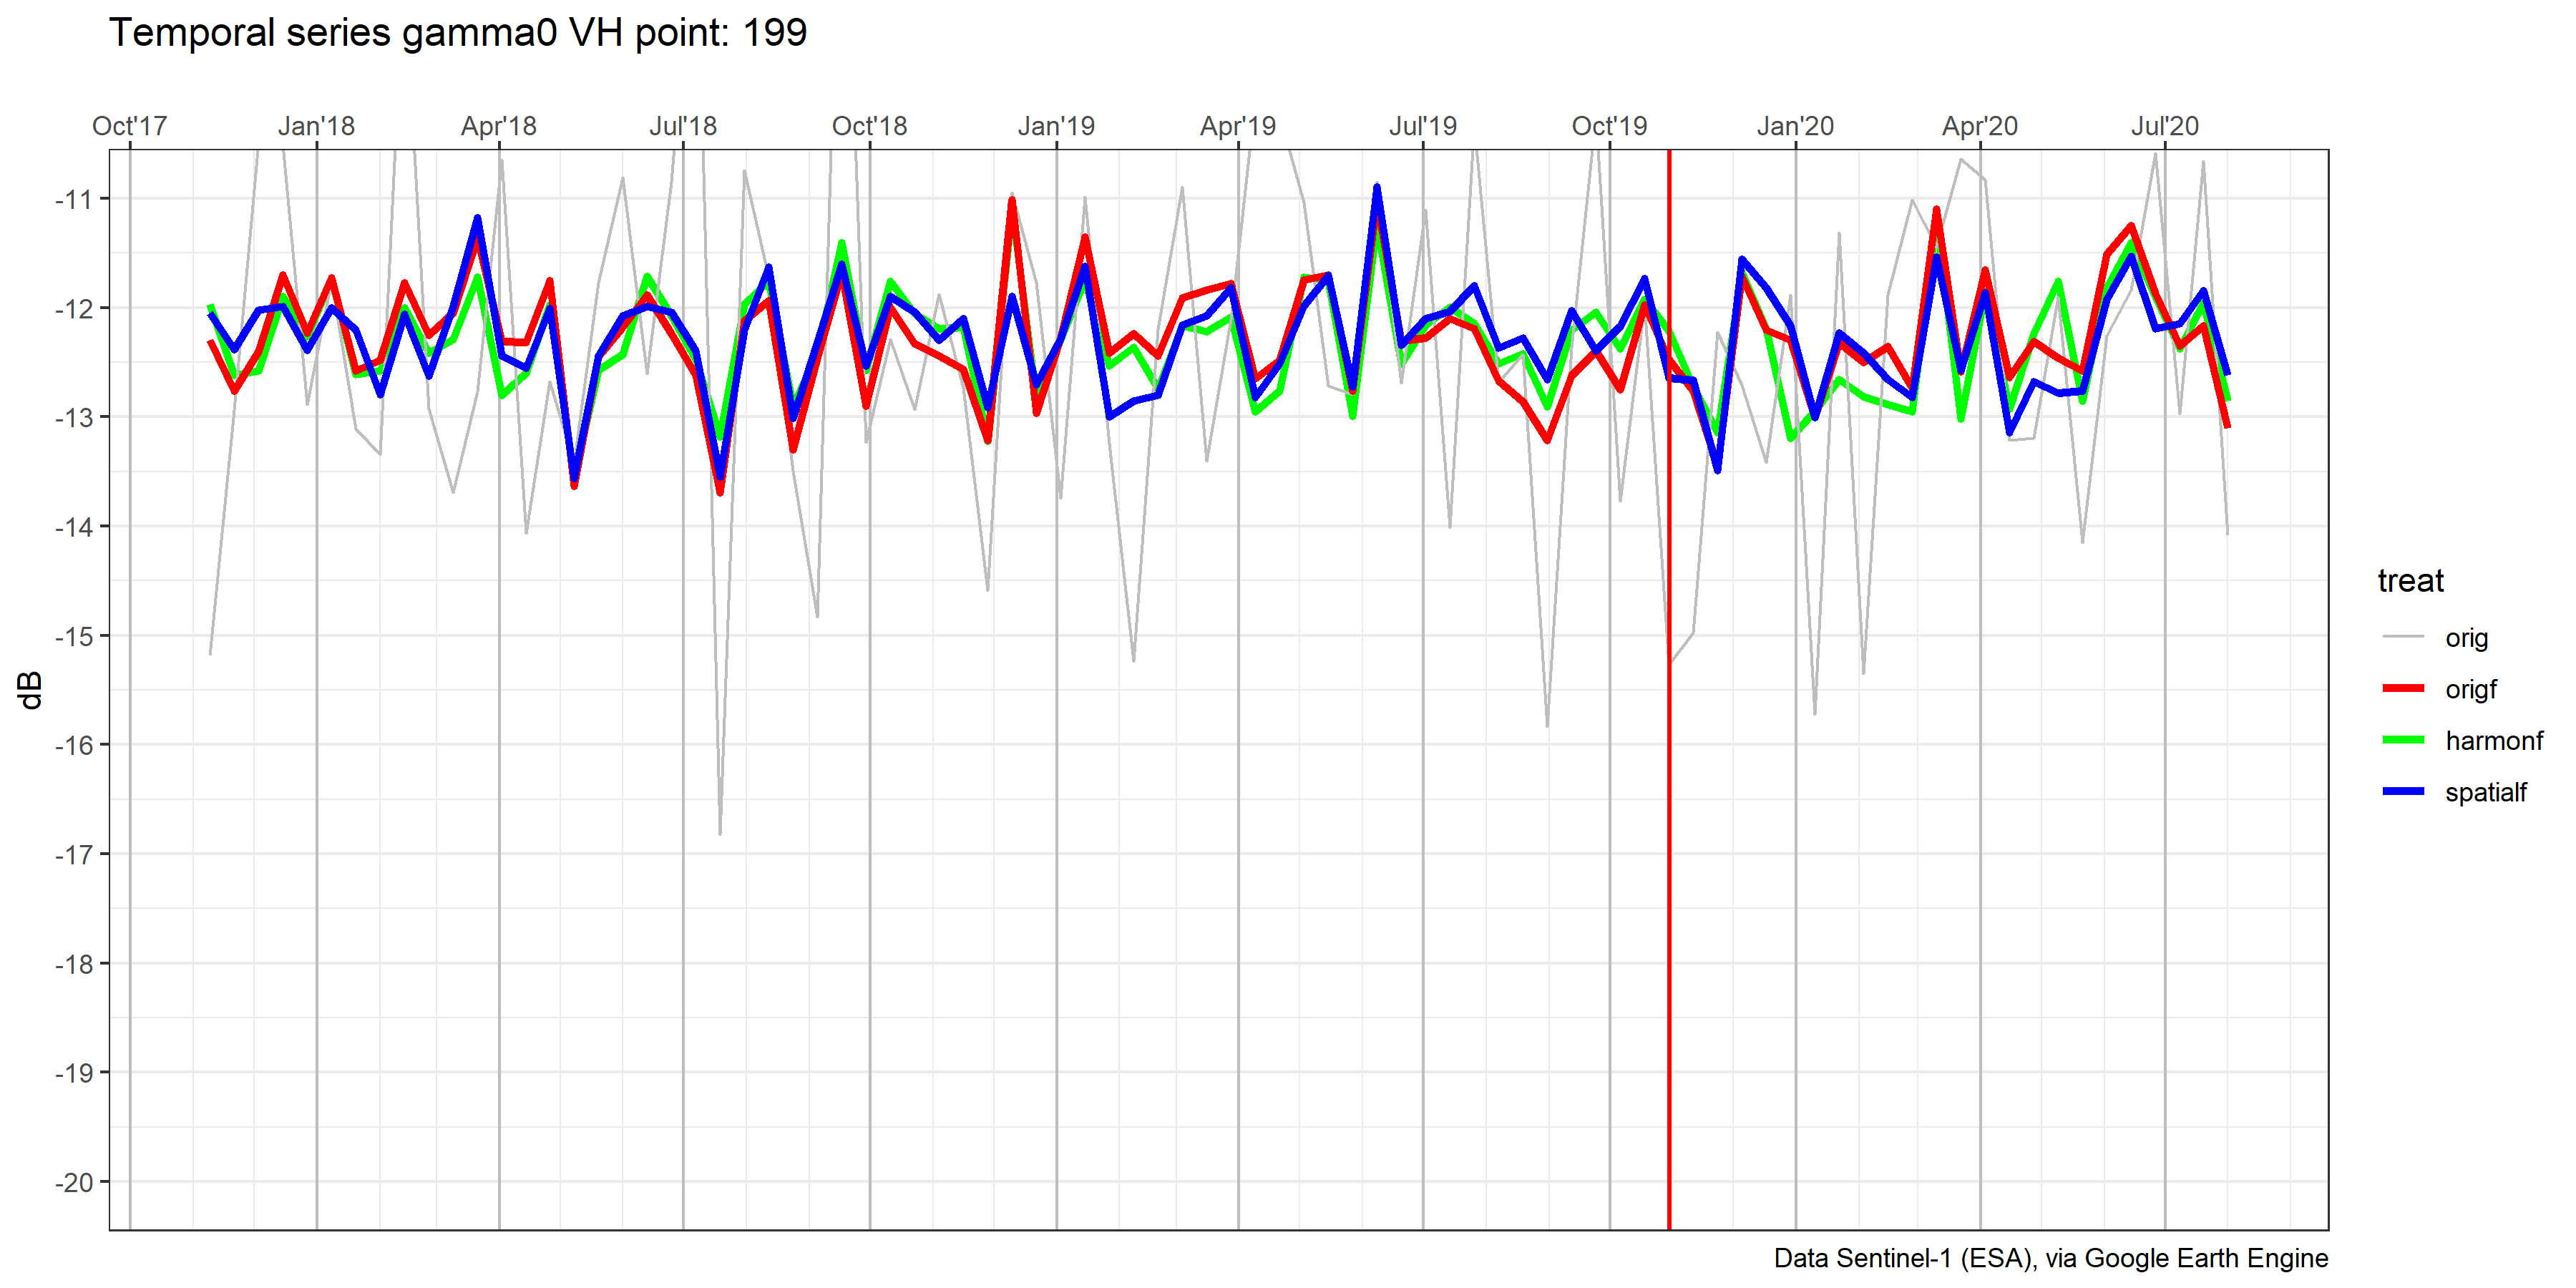 Temporal series gamma0 VH point: 199
Oct'17 Jan'18 Apr'18 Jul'18 Oct'18 Jan'19 Apr'19 Jul'19 Oct'19 Jan'20 Apr'20 Jul'20
-11
-12
-13
-14
-15
-16
-17
-18
-19
-20
dB
treat
orig
origf
harmonf
spatialf
Data Sentinel-1 (ESA), via Google Earth Engine